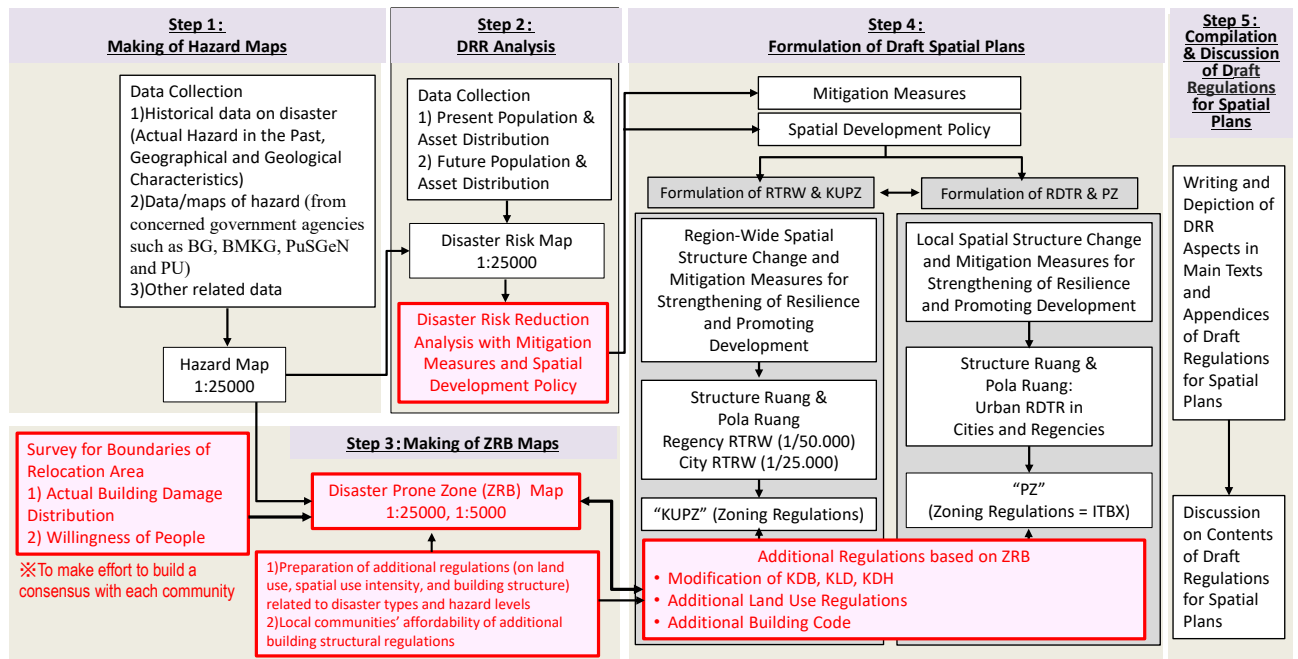 Step 1：
Making of Hazard Maps
Data Collection
1)Historical data on disaster
(Actual Hazard in the Past,
Geographical and Geological
Characteristics)
2)Data/maps of hazard (from
concerned government agencies
such as BG, BMKG, PuSGeN
and PU)
3)Other related data
Hazard Map
1:25000
Step 2：
DRR Analysis
Data Collection
1) Present Population &
Asset Distribution
2) Future Population &
Asset Distribution
Disaster Risk Map
1:25000
Disaster Risk Reduction
Analysis with Mitigation
Measures and Spatial
Development Policy
Step 3：Making of ZRB Maps
Survey for Boundaries of
Relocation Area
1) Actual Building Damage
Distribution
2) Willingness of People
※To make effort to build a
consensus with each community
Disaster Prone Zone (ZRB) Map
1:25000, 1:5000
1)Preparation of additional regulations (on land
use, spatial use intensity, and building structure)
related to disaster types and hazard levels
2)Local communities’ affordability of additional
building structural regulations
Step 4：
Formulation of Draft Spatial Plans
Mitigation Measures
Spatial Development Policy
Formulation of RTRW & KUPZ
Formulation of RDTR & PZ
Region-Wide Spatial
Structure Change and
Mitigation Measures for
Strengthening of Resilience
and Promoting
Development
Structure Ruang &
Pola Ruang
Regency RTRW (1/50.000)
City RTRW (1/25.000)
“KUPZ” (Zoning Regulations)
Local Spatial Structure Change
and Mitigation Measures for
Strengthening of Resilience
and Promoting Development
Structure Ruang &
Pola Ruang:
Urban RDTR in
Cities and Regencies
“PZ”
(Zoning Regulations = ITBX)
Additional Regulations based on ZRB
• Modification of KDB, KLD, KDH
• Additional Land Use Regulations
• Additional Building Code
Step 5：
Compilation
& Discussion
of Draft
Regulations
for Spatial
Plans
Writing and
Depiction of
DRR
Aspects in
Main Texts
and
Appendices
of Draft
Regulations
for Spatial
Plans
Discussion
on Contents
of Draft
Regulations
for Spatial
Plans